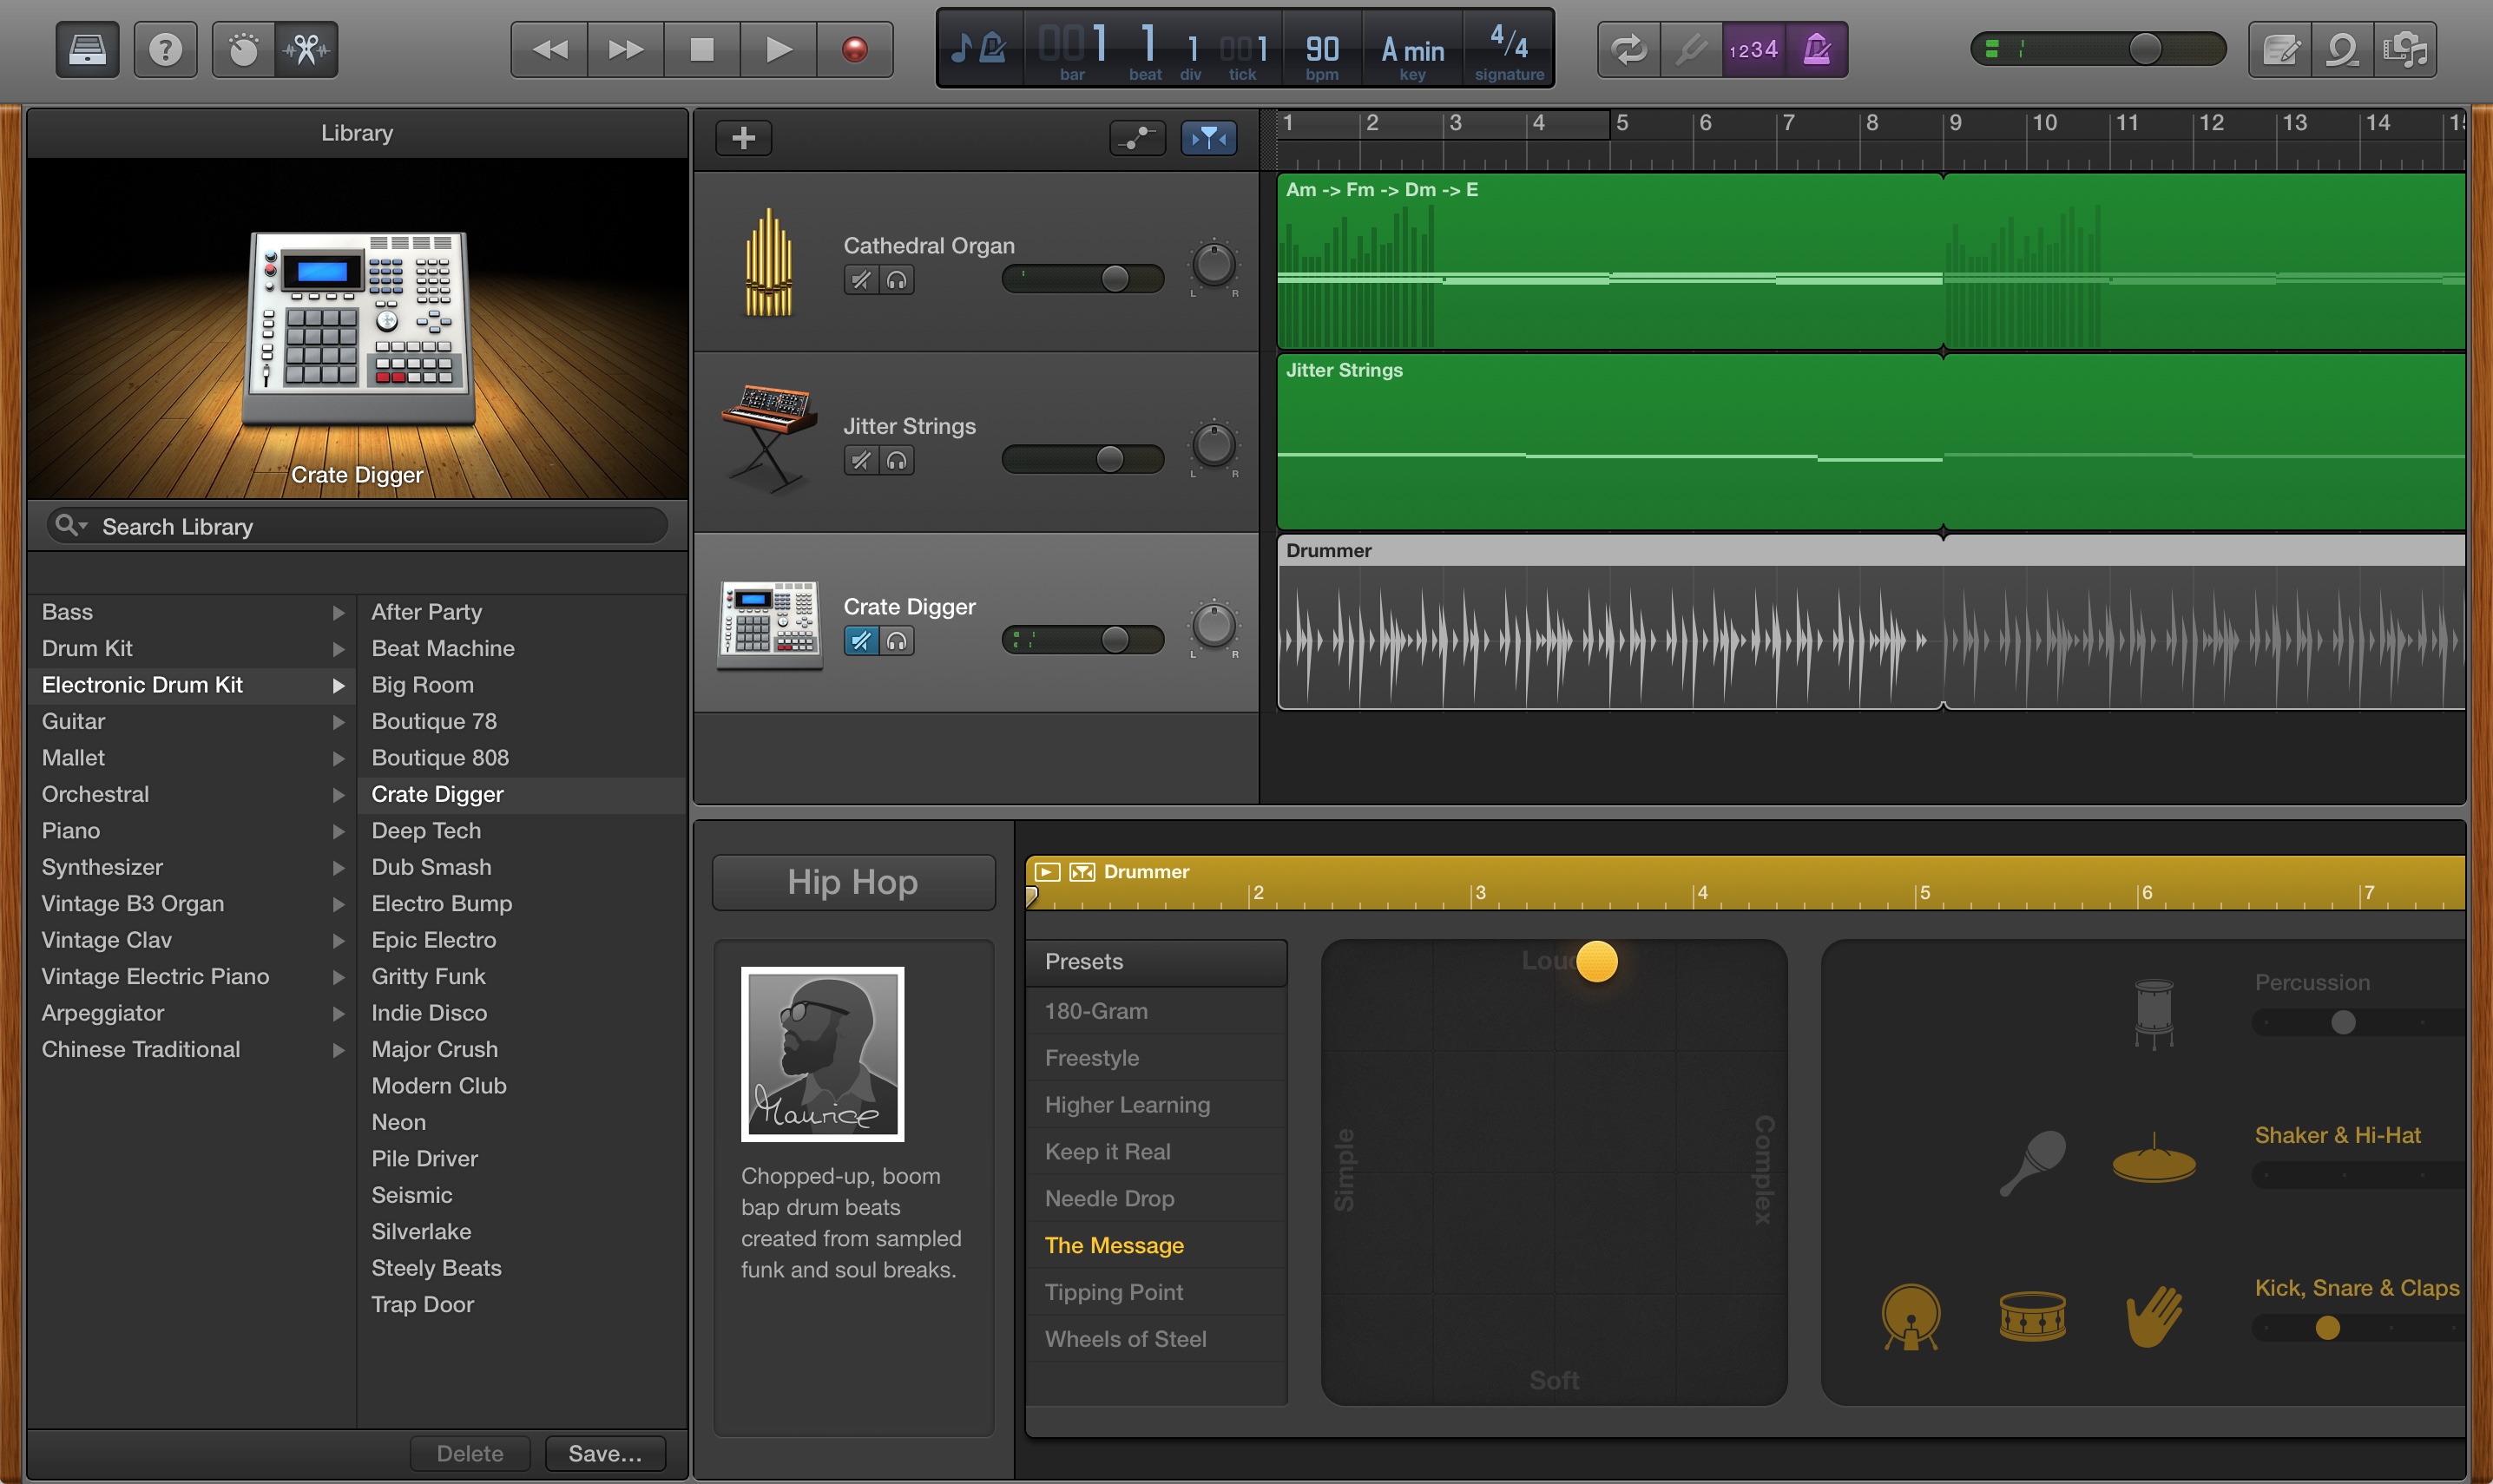 001 1 1 001 90 A min 4/4
bar beat div tick bpm key signature
1234
Library
Crate Digger
Search Library
Bass
Drum Kit
Electronic Drum Kit
Guitar
Mallet
Orchestral
Piano
Synthesizer
Vintage B3 Organ
Vintage Clav
Vintage Electric Piano
Arpeggiator
Chinese Traditional
After Party
Beat Machine
Big Room
Boutique 78
Boutique 808
Crate Digger
Deep Tech
Dub Smash
Electro Bump
Epic Electro
Gritty Funk
Indie Disco
Major Crush
Modern Club
Neon
Pile Driver
Seismic
Silverlake
Steely Beats
Trap Door
Delete
Save...
Cathedral Organ
L R
Jitter Strings
L R
Crate Digger
L R
1 2 3 4 5 6 7 8 9 10 11 12 13 14
Am -> Fm -> Dm -> E
Jitter Strings
Drummer
Hip Hop
Maurice
Chopped-up, boom
bap drum beats
created from sampled
funk and soul breaks.
Drummer
2 3 4 5 6 7
Presets
180-Gram
Freestyle
Higher Learning
Keep it Real
Needle Drop
The Message
Tipping Point
Wheels of Steel
Simple
Complex
Soft
Percussion
Shaker & Hi-Hat
Kick, Snare & Claps